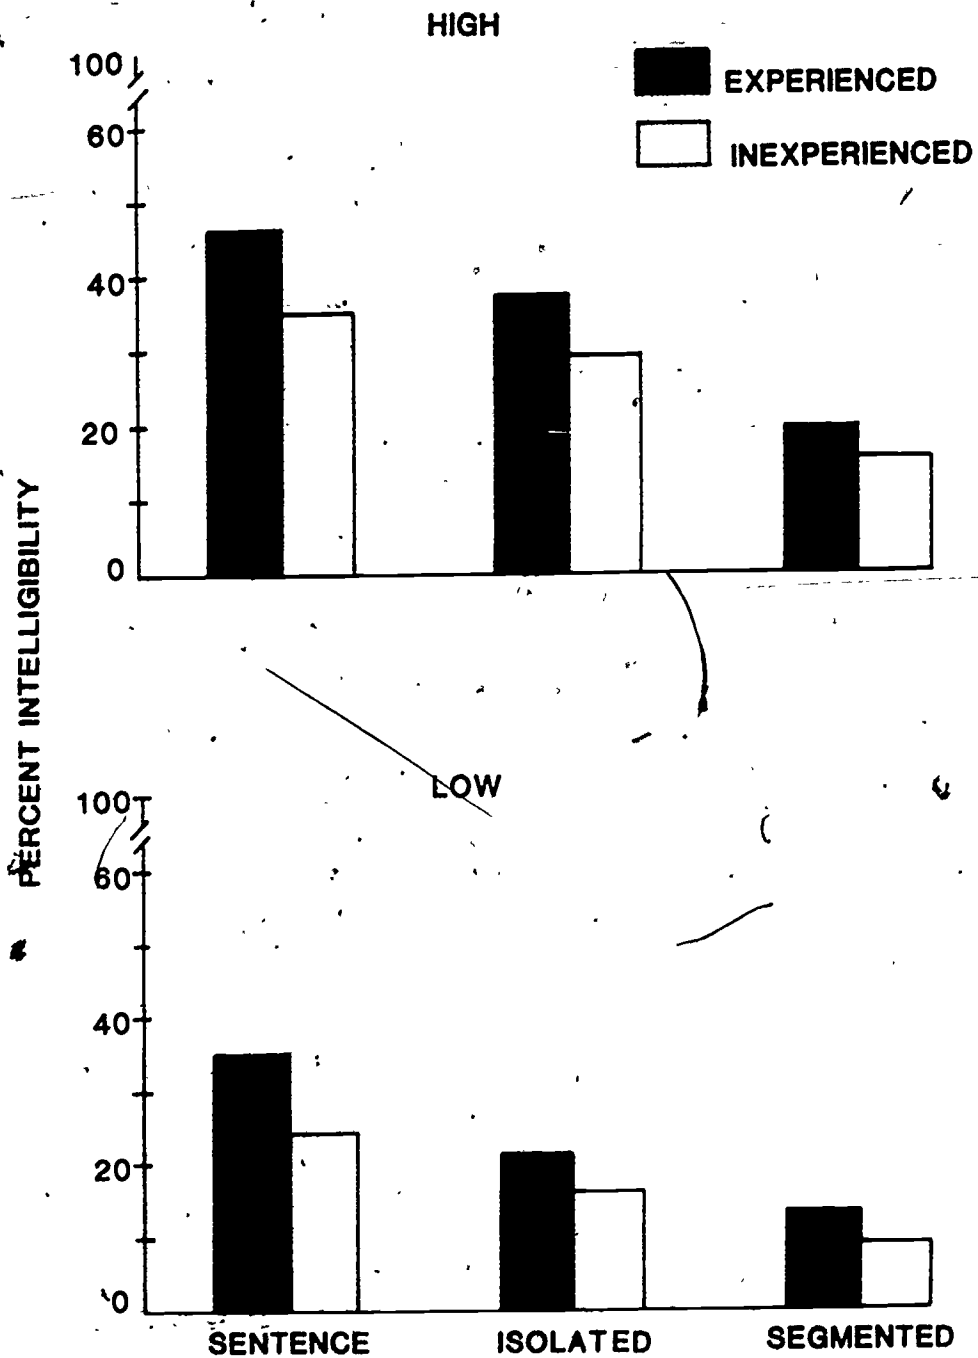 HIGH
100
EXPERIENCED
60
INEXPERIENCED
40
20
0
PERCENT INTELLIGIBILITY
LOW
100
60
40
20
0
SENTENCE ISOLATED SEGMENTED